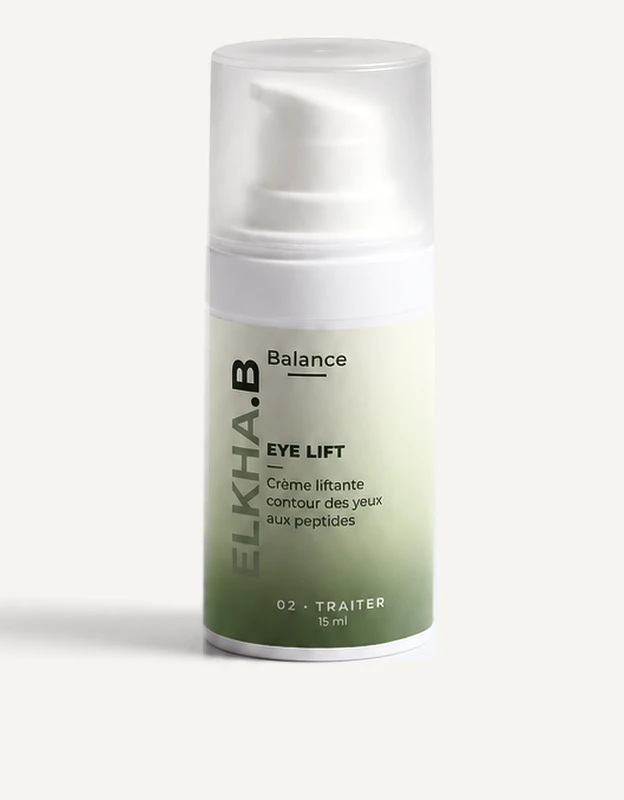 ELKHA.B
Balance
EYE LIFT
Crème liftante
contour des yeux
aux peptides
02 • TRAITER
15 ml